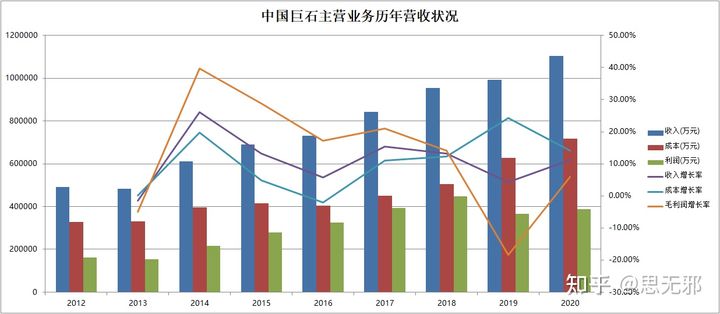 中国巨石主营业务历年营收状况
1200000
1000000
800000
600000
400000
200000
0
50.00%
40.00%
30.00%
20.00%
10.00%
0.00%
-10.00%
-20.00%
-30.00%
2012 2013 2014 2015 2016 2017 2018 2019 2020
收入(万元)
成本(万元)
利润(万元)
收入增长率
成本增长率
毛利润增长率
知乎 @思无邪